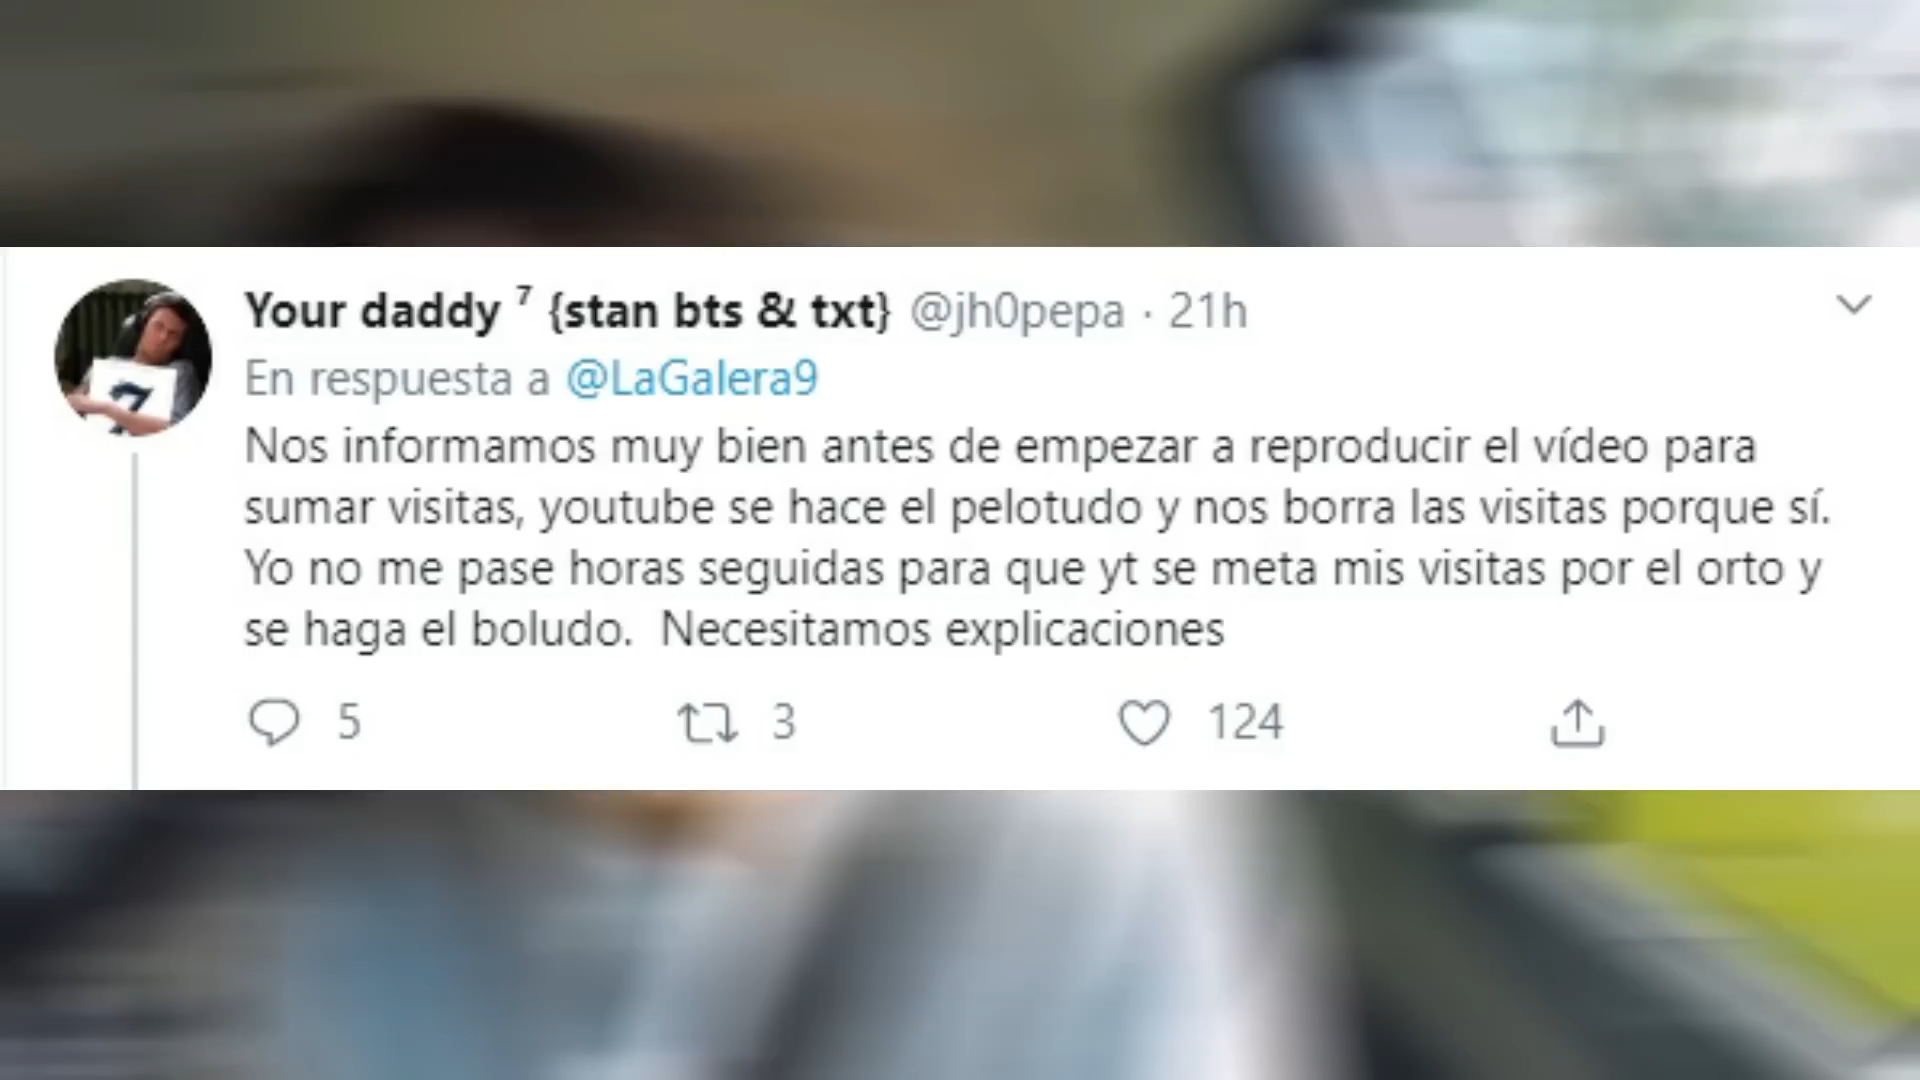 Your daddy ⁷ {stan bts & txt} @jh0pepa · 21h
En respuesta a @LaGalera9
Nos informamos muy bien antes de empezar a reproducir el vídeo para
sumar visitas, youtube se hace el pelotudo y nos borra las visitas porque sí.
Yo no me pase horas seguidas para que yt se meta mis visitas por el orto y
se haga el boludo.  Necesitamos explicaciones
5 3 124
7